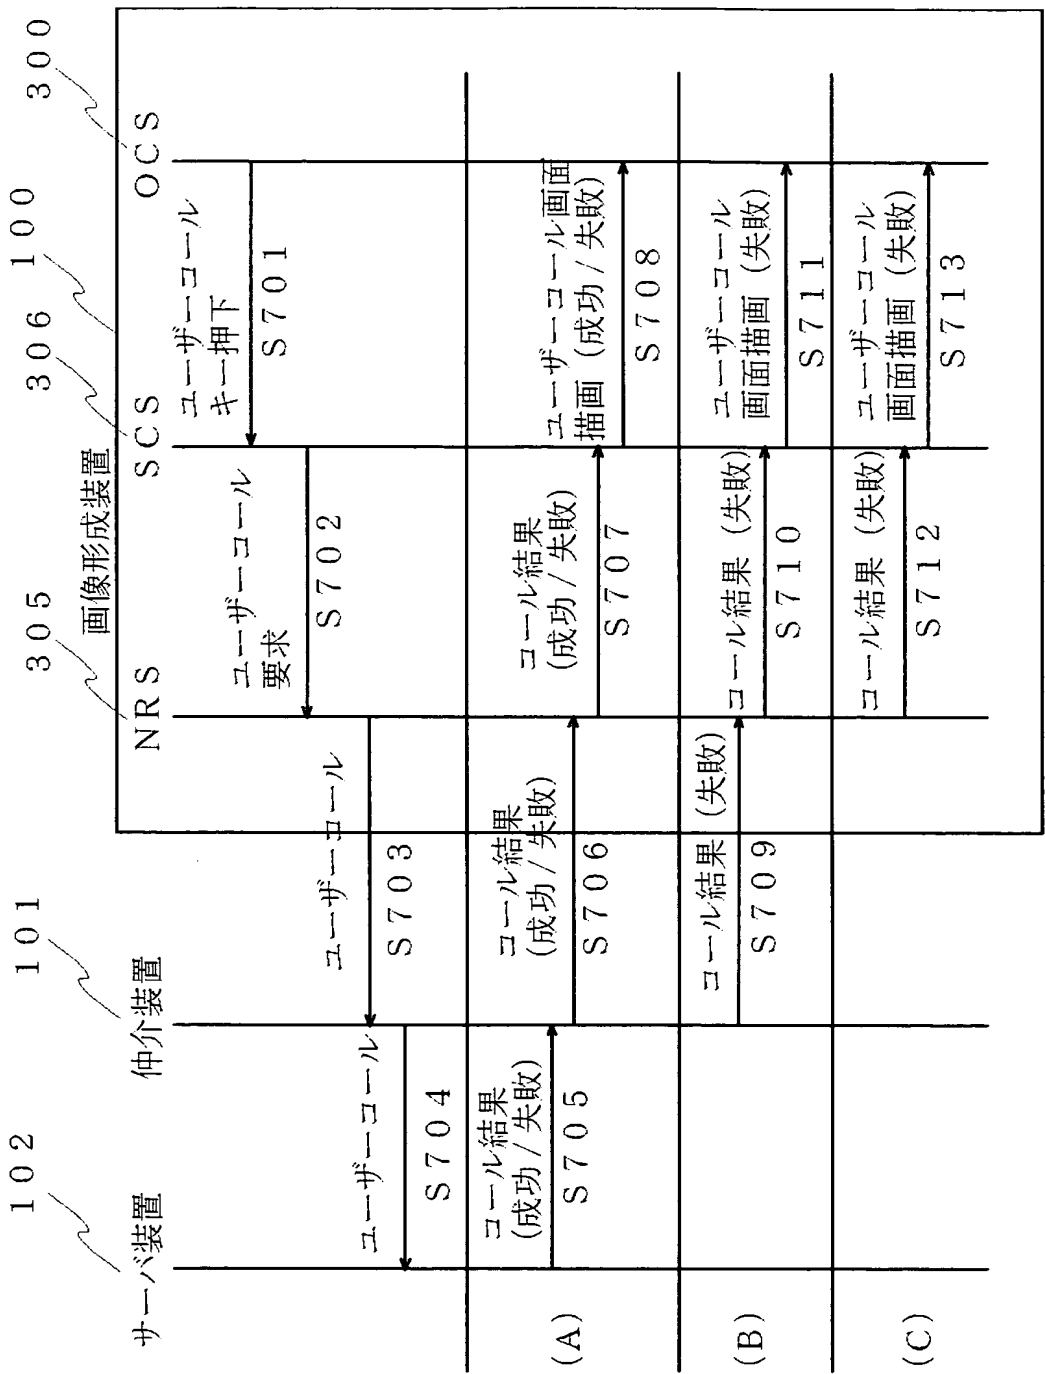 102
101
305
306
100
300
画像形成装置
サーバ装置
仲介装置
NRS
SCS
OCS
ユーザーコール
キー押下
S701
ユーザーコール
要求
S702
ユーザーコール
S703
ユーザーコール
S704
(A)
コール結果
(成功/失敗)
S705
コール結果
(成功/失敗)
S706
コール結果
(成功/失敗)
S707
ユーザーコール画面
描画(成功/失敗)
S708
(B)
コール結果(失敗)
S709
コール結果(失敗)
S710
ユーザーコール
画面描画(失敗)
S711
(C)
コール結果(失敗)
S712
ユーザーコール
画面描画(失敗)
S713